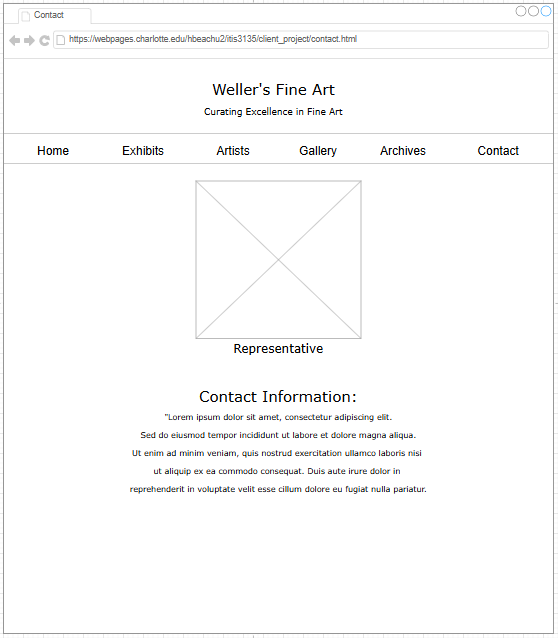 Contact
https://webpages.charlotte.edu/hbeachu2/itis3135/client_project/contact.html
Weller's Fine Art
Curating Excellence in Fine Art
Home Exhibits Artists Gallery Archives Contact
Representative
Contact Information:
"Lorem ipsum dolor sit amet, consectetur adipiscing elit.
Sed do eiusmod tempor incididunt ut labore et dolore magna aliqua.
Ut enim ad minim veniam, quis nostrud exercitation ullamco laboris nisi
ut aliquip ex ea commodo consequat. Duis aute irure dolor in
reprehenderit in voluptate velit esse cillum dolore eu fugiat nulla pariatur.